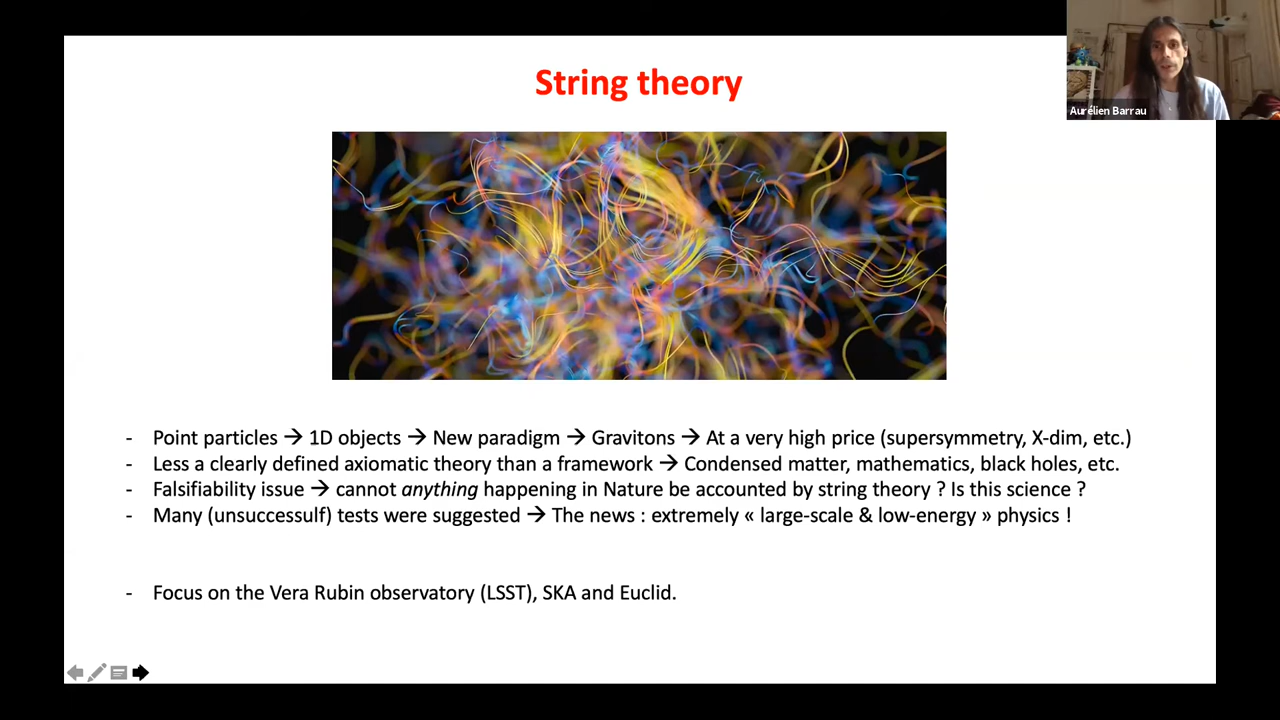 String theory
Aurélien Barrau
- Point particles → 1D objects → New paradigm → Gravitons → At a very high price (supersymmetry, X-dim, etc.)
- Less a clearly defined axiomatic theory than a framework → Condensed matter, mathematics, black holes, etc.
- Falsifiability issue → cannot anything happening in Nature be accounted by string theory ? Is this science ?
- Many (unsuccessulf) tests were suggested → The news : extremely « large-scale & low-energy » physics !
- Focus on the Vera Rubin observatory (LSST), SKA and Euclid.